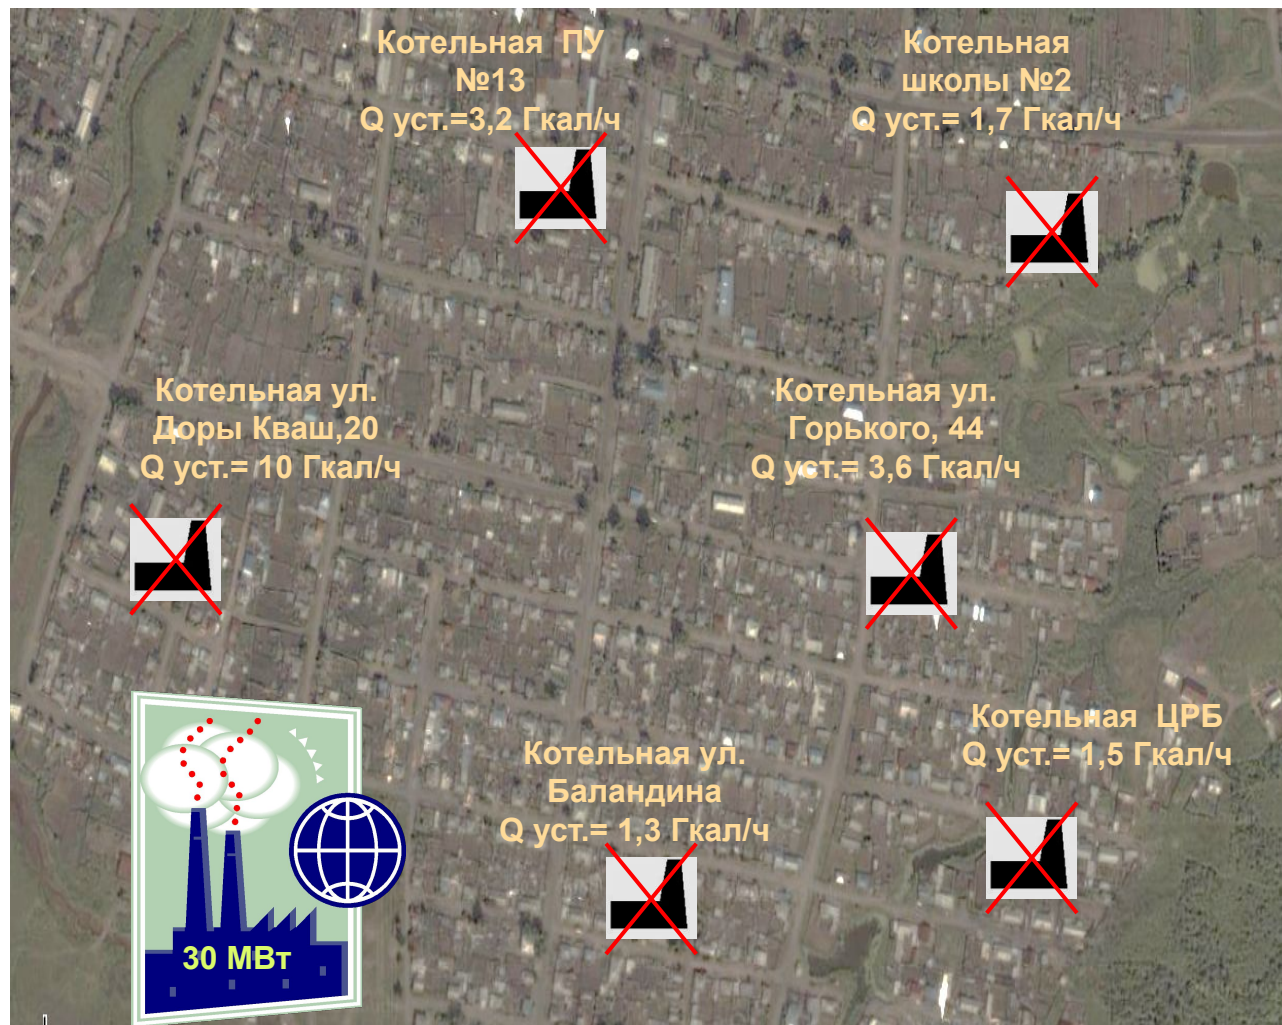 Котельная ПУ
№13
Q уст.=3,2 Гкал/ч
Котельная
школы №2
Q уст.= 1,7 Гкал/ч
Котельная ул.
Доры Кваш,20
Q уст.= 10 Гкал/ч
Котельная ул.
Горького, 44
Q уст.= 3,6 Гкал/ч
Котельная ЦРБ
Q уст.= 1,5 Гкал/ч
Котельная ул.
Баландина
Q уст.= 1,3 Гкал/ч
30 МВт